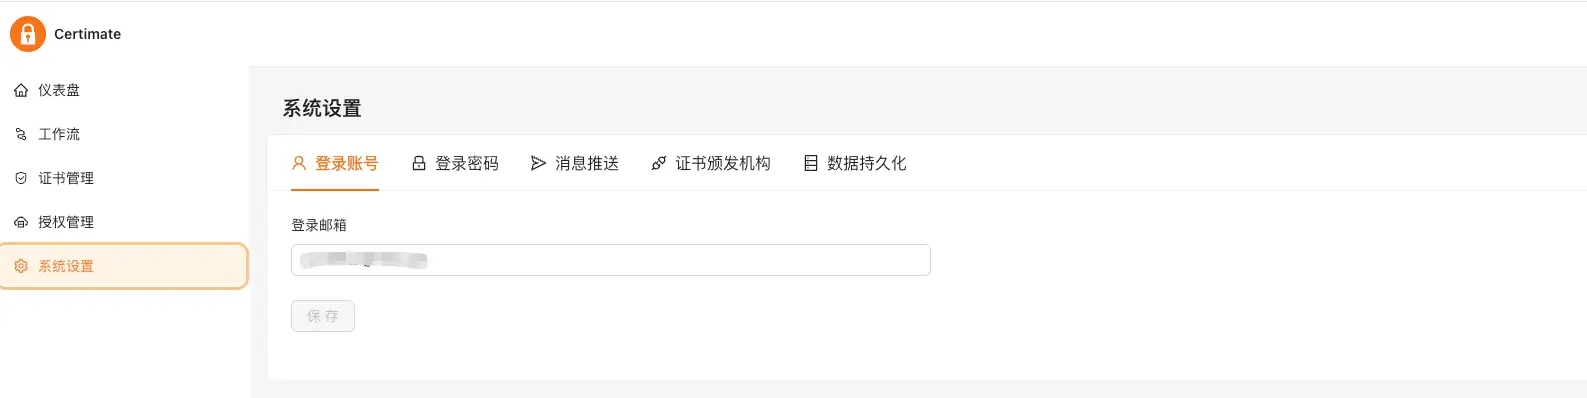 Certimate
仪表盘
工作流
证书管理
授权管理
系统设置
系统设置
登录账号 登录密码 消息推送 证书颁发机构 数据持久化
登录邮箱
保 存